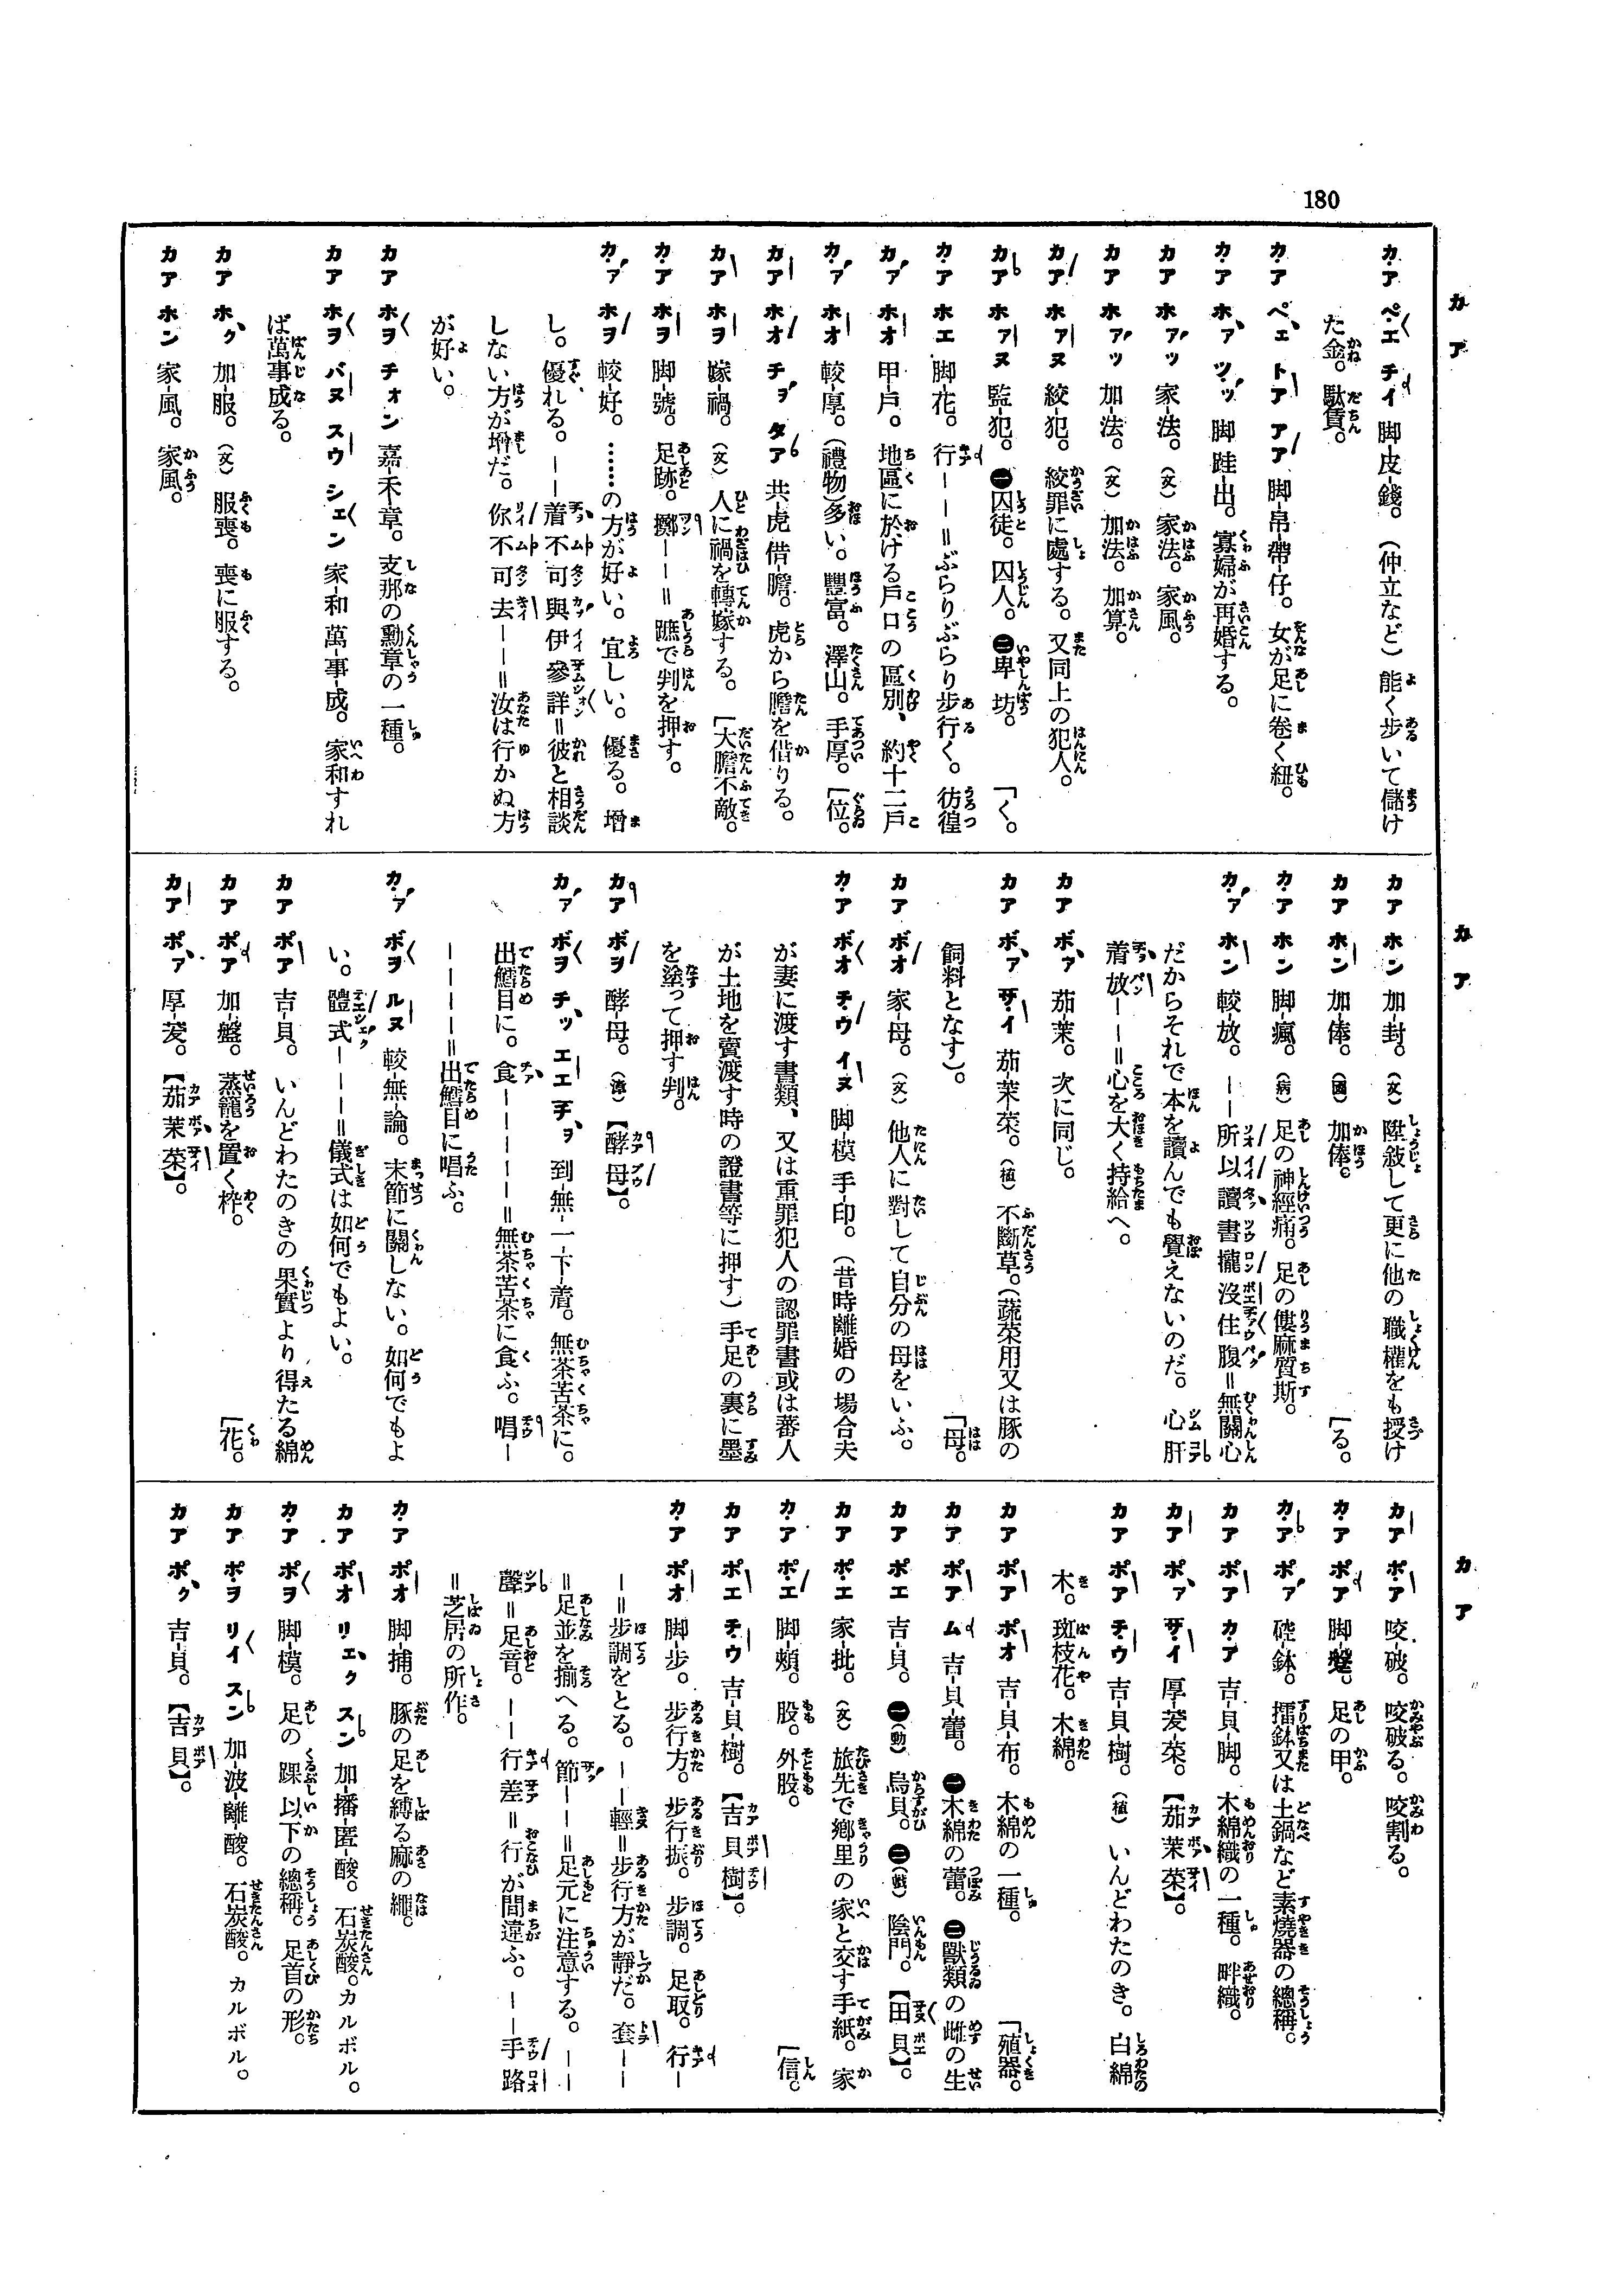 180
カア
カア ペエ チイ 脚-皮-錢。(仲立など)能く步いて儲け
た金。駄賃。
カア ペェ トア アア 脚-帛-帶-仔。女が足に卷く紐。
カア ホァ ツッ 脚 跬-出。寡婦が再婚する。
カア ホァッ 家-法。(文)家法。家風。
カア ホァッ 加-法。(文)加法。加算。
カア ホァヌ 絞-犯。絞罪に處する。又同上の犯人。
カア ホァヌ 監-犯。㊀囚徒。囚人。㊁卑 坊。 「く。
カア ホエ 脚-花。行――=ぶらりぶらり步行く。彷徨
カア ホオ 甲-戶。地區に於ける戶口の區別、約十二戶
カァ ホオ 較-厚。(禮物)多い。豐富。澤山。手厚。「位。
カア ホオ チォ タア 共-虎 借-膽。虎から膽を借りる。
カア ホヲ 嫁-禍。(文)人に禍を轉嫁する。「大膽不敵。
カア ホヲ 脚-號。足跡。擲――=蹠で判を押す。
カァ ホヲ 較-好。……の方が好い。宜しい。優る。增
し。優れる。――着不可與伊參詳=彼と相談
しない方が增だ。你不可去――=汝は行かぬ方
が好い。
カア ホヲ チォン 嘉-禾-章。支那の勳章の一種。
カア ホヲ バヌ スウ シェン 家-和 萬-事-成。家和すれ
ば萬事成る。
カア ホク 加-服。(文)服喪。喪に服する。
カア ホン 家-風。家風。
カア
カア ホン 加-封。(文)陞敍して更に他の職權をも授け
カア ホン 加-俸。(國)加俸。 「る。
カア ホン 脚-瘋。(病)足の神經痛。足の僂麻質斯。
カァ ホン 較-放。――所以讀書攏沒住腹=無關心
だからそれで本を讀んでも覺えないのだ。心肝
着放――=心を大く持給へ。
カア ボァ 茄-茉。次に同じ。
カア ボァ ザイ 茄-茉-菜。(植)不斷草。(蔬菜用又は豚の
飼料となす)。 「母。
カア ボオ 家-母。(文)他人に對して自分の母をいふ。
カア ボオ チウ イヌ 脚-模 手-印。(昔時離婚の場合夫
が妻に渡す書類、又は重罪犯人の認罪書或は蕃人
が土地を賣渡す時の證書等に押す)手足の裏に墨
を塗って押す判。
カア ボヲ 酵-母。【酵母】。
カァ ボヲ チッ エエ チォ 到-無-一-下-着。無茶苦茶に。
出鱈目に。食―――――=無茶苦茶に食ふ。唱―
――――=出鱈目に唱ふ。
カァ ボヲ ルヌ 較-無-論。末節に關しない。如何でもよ
い。體式―――=儀式は如何でもよい。
カア ポア 吉-貝。いんどわたのきの果實より得たる綿
カア ポア 加-盤。蒸籠を置く枠。 「花。
カア ポァ 厚-茇。【茄茉菜】。
カア
カア ポア 咬-破。咬破る。咬割る。
カア ポア 足の甲。
カア ポァ 硓-鉢。擂鉢又は土鍋など素燒器の總稱。
カア ポア カア 吉-貝-脚。木綿織の一種。畔織。
カア ポァ ザイ 厚-茇-菜。【茄茉菜】。
カア ポア チウ 吉-貝-樹。(植)いんどわたのき。白綿
木。斑枝花。木綿。
カア ポア ポオ 吉-貝-布。木綿の一種。 「殖器。
カア ポア ム 吉-貝-蕾。㊀木綿の蕾。㊁獸類の雌の生
カア ポエ 吉-貝。㊀(動)烏貝。㊁(戲)陰門。【田貝】。
カア ポエ 家-批。(文)旅先で鄕里の家と交す手紙。家
カア ポエ 脚-頰。股。外股。 「信。
カア ポエ チウ 吉-貝-樹。【吉貝樹】。
カア ポオ 脚-步。步行方。步行振。步調。足取。行―
―=步調をとる。――輕=步行方が靜だ。套――
=足並を揃へる。節――=足元に注意する。――
聲=足音。――行差=行が間違ふ。――手路
=芝居の所作。
カア ポオ 脚-捕。豚の足を縛る麻の繩。
カア ポオ リエク スン 加-播-匿-酸。石炭酸。カルボル。
カア ポヲ 脚-模。足の踝以下の總稱。足首の形。
カア ポヲ リイ スン 加-波-離-酸。石炭酸。カルボル。
カア ポク 吉-貝。【吉貝】。